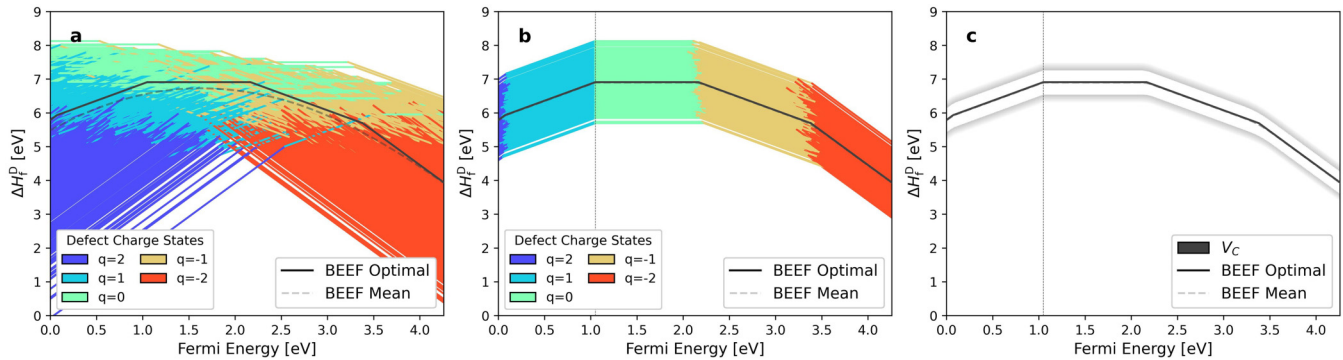 a
9
8
7
6
5
4
3
2
1
0
ΔH_f^D [eV]
Defect Charge States
q=2
q=-1
q=1
q=-2
q=0
BEEF Optimal
BEEF Mean
0.0 0.5 1.0 1.5 2.0 2.5 3.0 3.5 4.0
Fermi Energy [eV]
b
9
8
7
6
5
4
3
2
1
0
ΔH_f^D [eV]
Defect Charge States
q=2
q=-1
q=1
q=-2
q=0
BEEF Optimal
BEEF Mean
0.0 0.5 1.0 1.5 2.0 2.5 3.0 3.5 4.0
Fermi Energy [eV]
c
9
8
7
6
5
4
3
2
1
0
ΔH_f^D [eV]
V_C
BEEF Optimal
BEEF Mean
0.0 0.5 1.0 1.5 2.0 2.5 3.0 3.5 4.0
Fermi Energy [eV]